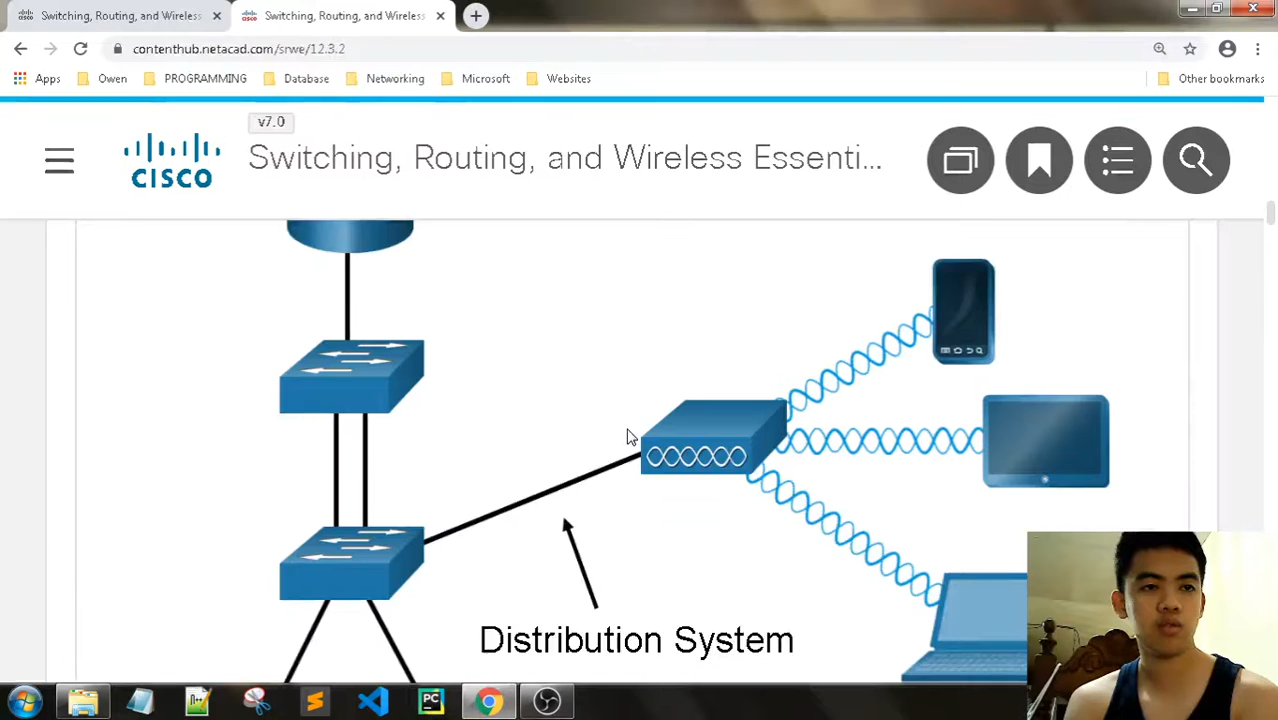 Switching, Routing, and Wireless
Switching, Routing, and Wireless
contenthub.netacad.com/srwe/12.3.2
Apps
Owen
PROGRAMMING
Database
Networking
Microsoft
Websites
Other bookmarks
v7.0
CISCO
Switching, Routing, and Wireless Essenti...
Distribution System
PC